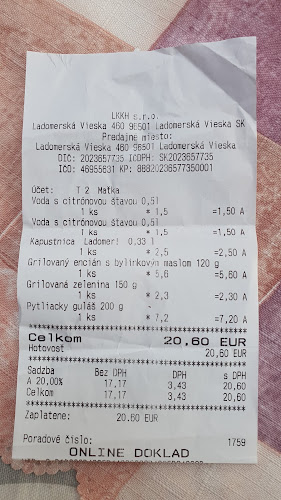 LKKH s.r.o.
Ladomerská Vieska 460 96501 Ladomerská Vieska SK
Predajne miesto:
Ladomerská Vieska 460 96501 Ladomerská Vieska
DIČ: 2023657735 ICDPH: SK2023657735
IČO: 46955631 KP: 88820236577350001
Účet: T 2 Matka
Voda s citrónovou šťavou 0,5l
1 ks * 1,5 =1,50 A
Voda s citrónovou šťavou 0,5l
1 ks * 1,5 =1,50 A
Kapustnica Ladomeri 0,33 l
1 ks * 2,5 =2,50 A
Grilovaný encián s bylinkovým maslom 120 g
1 ks * 5,6 =5,60 A
Grilovaná zelenina 150 g
1 ks * 2,3 =2,30 A
Pytliacky guláš 200 g
1 ks * 7,2 =7,20 A
Celkom 20,60 EUR
Hotovosť 20,60 EUR
Sadzba Bez DPH DPH s DPH
A 20,00% 17,17 3,43 20,60
Celkom 17,17 3,43 20,60
Zaplatene: 20.60 EUR
Poradové číslo: 1759
ONLINE DOKLAD